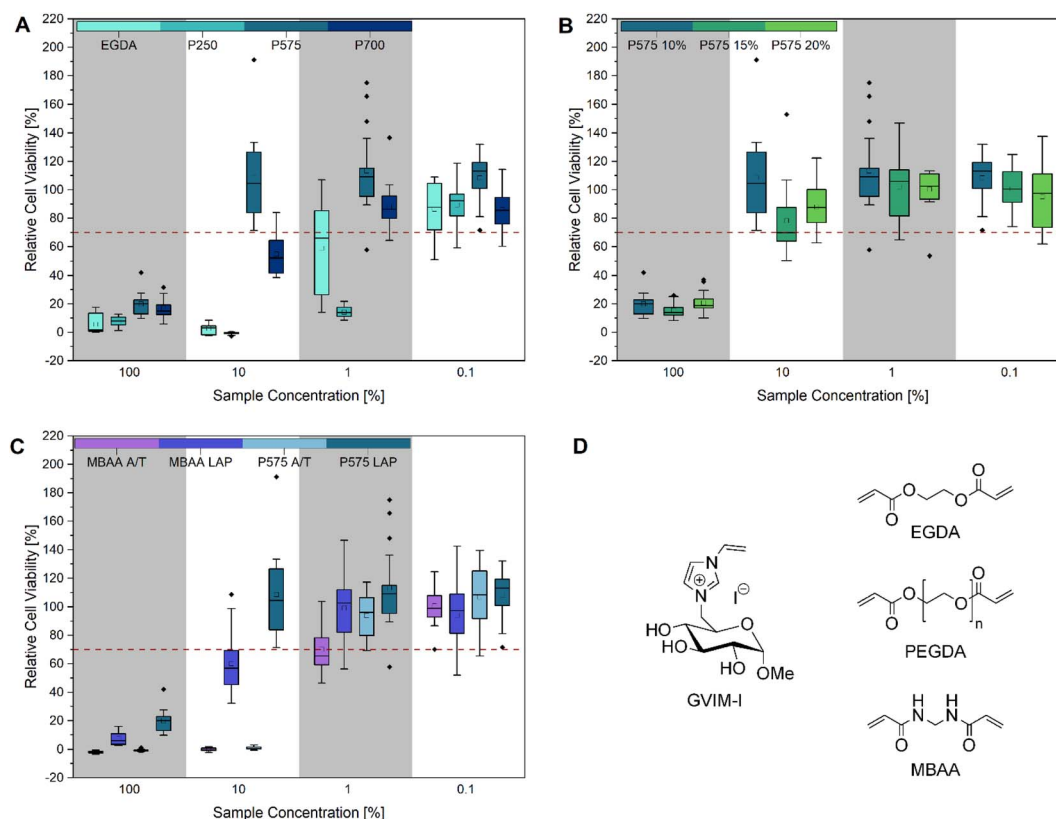 A
220
200
180
160
140
120
100
80
60
40
20
0
-20
Relative Cell Viability [%]
EGDA P250 P575 P700
100 10 1 0.1
Sample Concentration [%]
B
220
200
180
160
140
120
100
80
60
40
20
0
-20
Relative Cell Viability [%]
P575 10% P575 15% P575 20%
100 10 1 0.1
Sample Concentration [%]
C
220
200
180
160
140
120
100
80
60
40
20
0
-20
Relative Cell Viability [%]
MBAA A/T MBAA LAP P575 A/T P575 LAP
100 10 1 0.1
Sample Concentration [%]
D
N
+
N
I⊖
HO
O
HO
HO
OMe
GVIM-I
O
O
O
O
EGDA
O
O
O
n
O
PEGDA
H H
N N
O O
MBAA